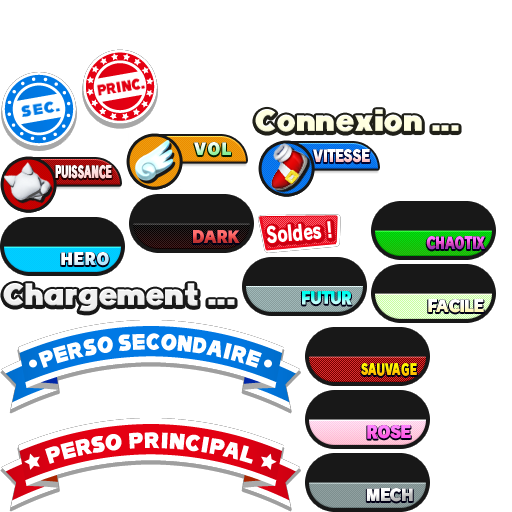 PRINC.
SEC.
Connexion ...
VOL
VITESSE
PUISSANCE
DARK
Soldes !
CHAOTIX
HERO
Chargement ...
FUTUR
FACILE
• PERSO SECONDAIRE •
SAUVAGE
PERSO PRINCIPAL
ROSE
MECH